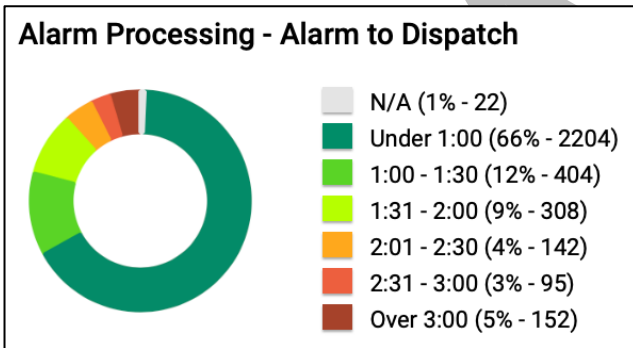 Alarm Processing - Alarm to Dispatch
N/A (1% - 22)
Under 1:00 (66% - 2204)
1:00 - 1:30 (12% - 404)
1:31 - 2:00 (9% - 308)
2:01 - 2:30 (4% - 142)
2:31 - 3:00 (3% - 95)
Over 3:00 (5% - 152)